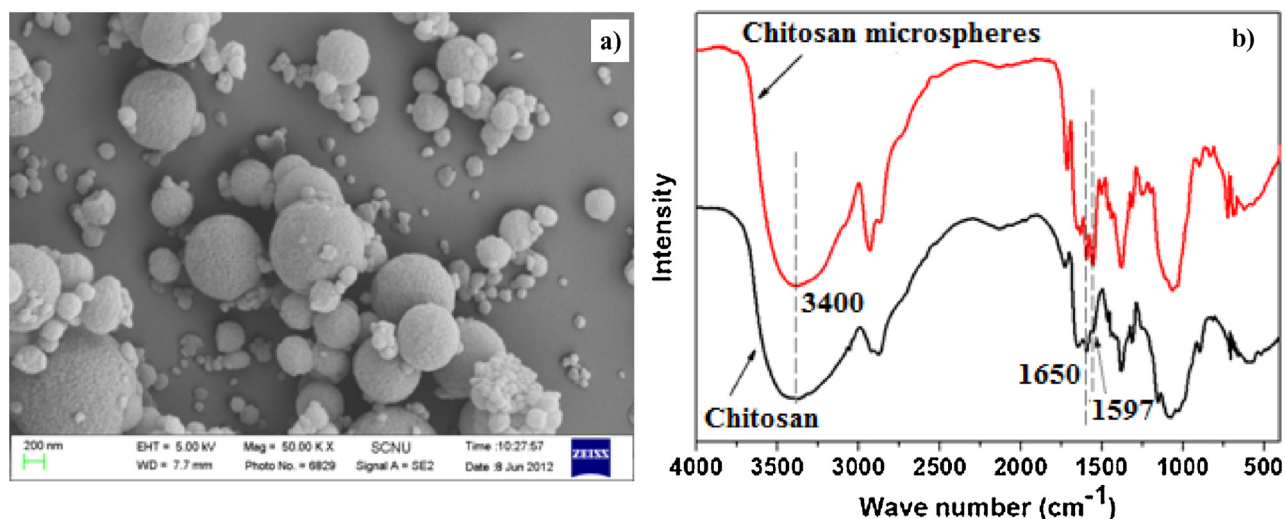 a)
200 nm
EHT = 5.00 kV Mag = 50.00 K X SCNU Time :10:27:57
WD = 7.7 mm Photo No. = 6829 Signal A = SE2 Date :8 Jun 2012
ZEISS
b)
Chitosan microspheres
3400
1650
1597
Chitosan
Intensity
4000 3500 3000 2500 2000 1500 1000 500
Wave number (cm⁻¹)